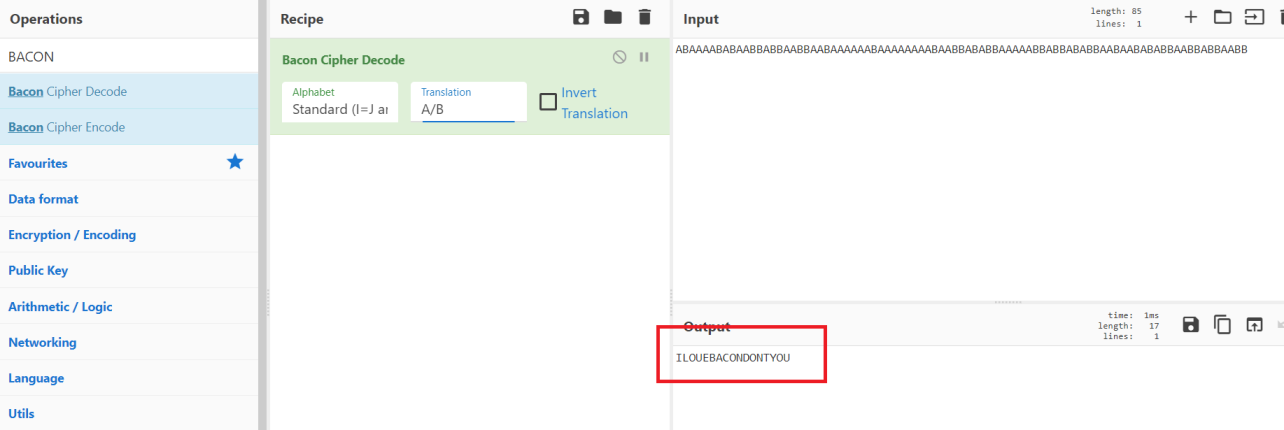 Operations
Recipe
Input
length: 85
lines: 1
BACON
ABAAAABABAABBABBAABBAABAAAAAABAAAAAAAABAABBABABBAAAAABBABBABABBAABAABABABBAABBABBAABB
Bacon Cipher Decode
Bacon Cipher Decode
Alphabet
Standard (I=J ar
Translation
A/B
Invert
Translation
Bacon Cipher Encode
Favourites
Data format
Encryption / Encoding
Public Key
Arithmetic / Logic
Networking
Language
Utils
Output
time: 1ms
length: 17
lines: 1
ILOUEBACONDONTYOU